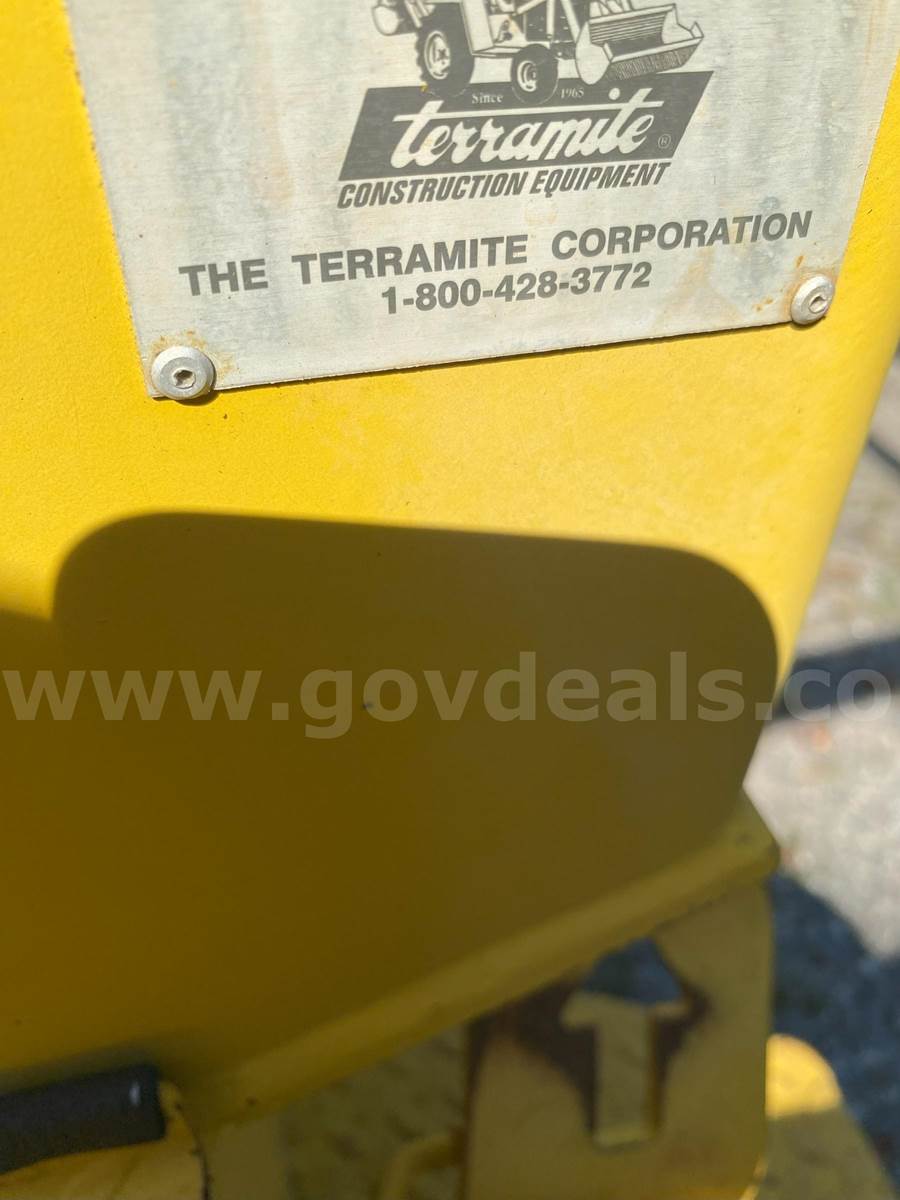 Since 1965
terramite ®
CONSTRUCTION EQUIPMENT
THE TERRAMITE CORPORATION
1-800-428-3772
www.govdeals.co